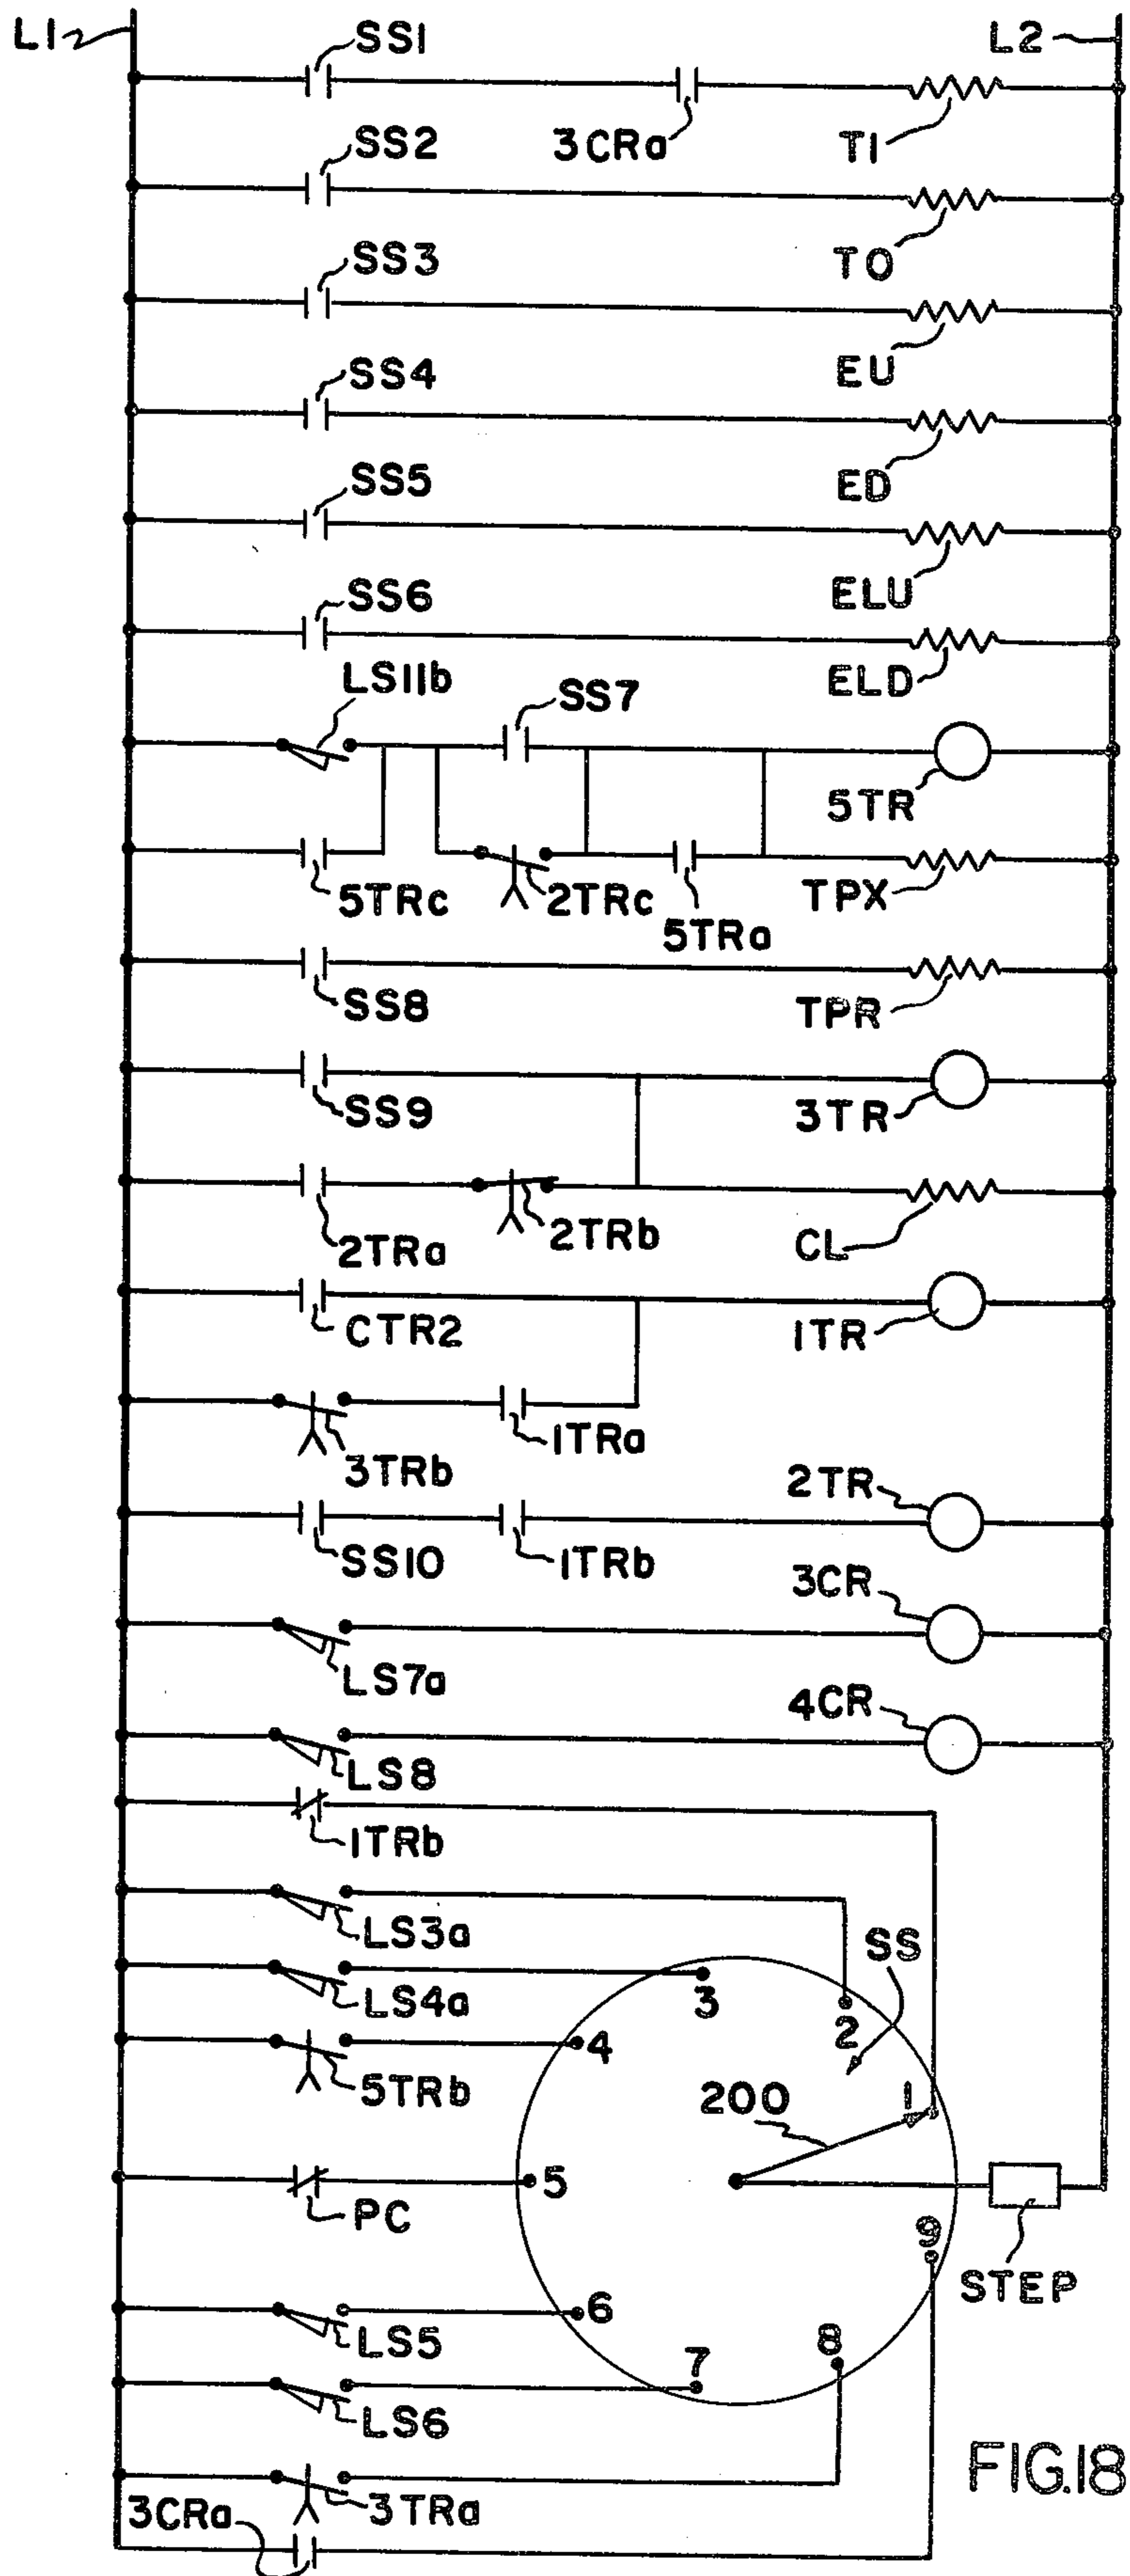 L1
L2
SS1
3CRa
T1
SS2
TO
SS3
EU
SS4
ED
SS5
ELU
SS6
ELD
LS11b
SS7
5TR
5TRc
2TRc
5TRa
TPX
SS8
TPR
SS9
3TR
2TRa
2TRb
CL
CTR2
1TR
3TRb
1TRa
2TR
SS10
1TRb
3CR
LS7a
4CR
LS8
1TRb
LS3a
SS
LS4a
3
2
5TRb
4
200
1
PC
5
9
STEP
LS5
6
8
LS6
7
3TRa
3CRa
FIG.18